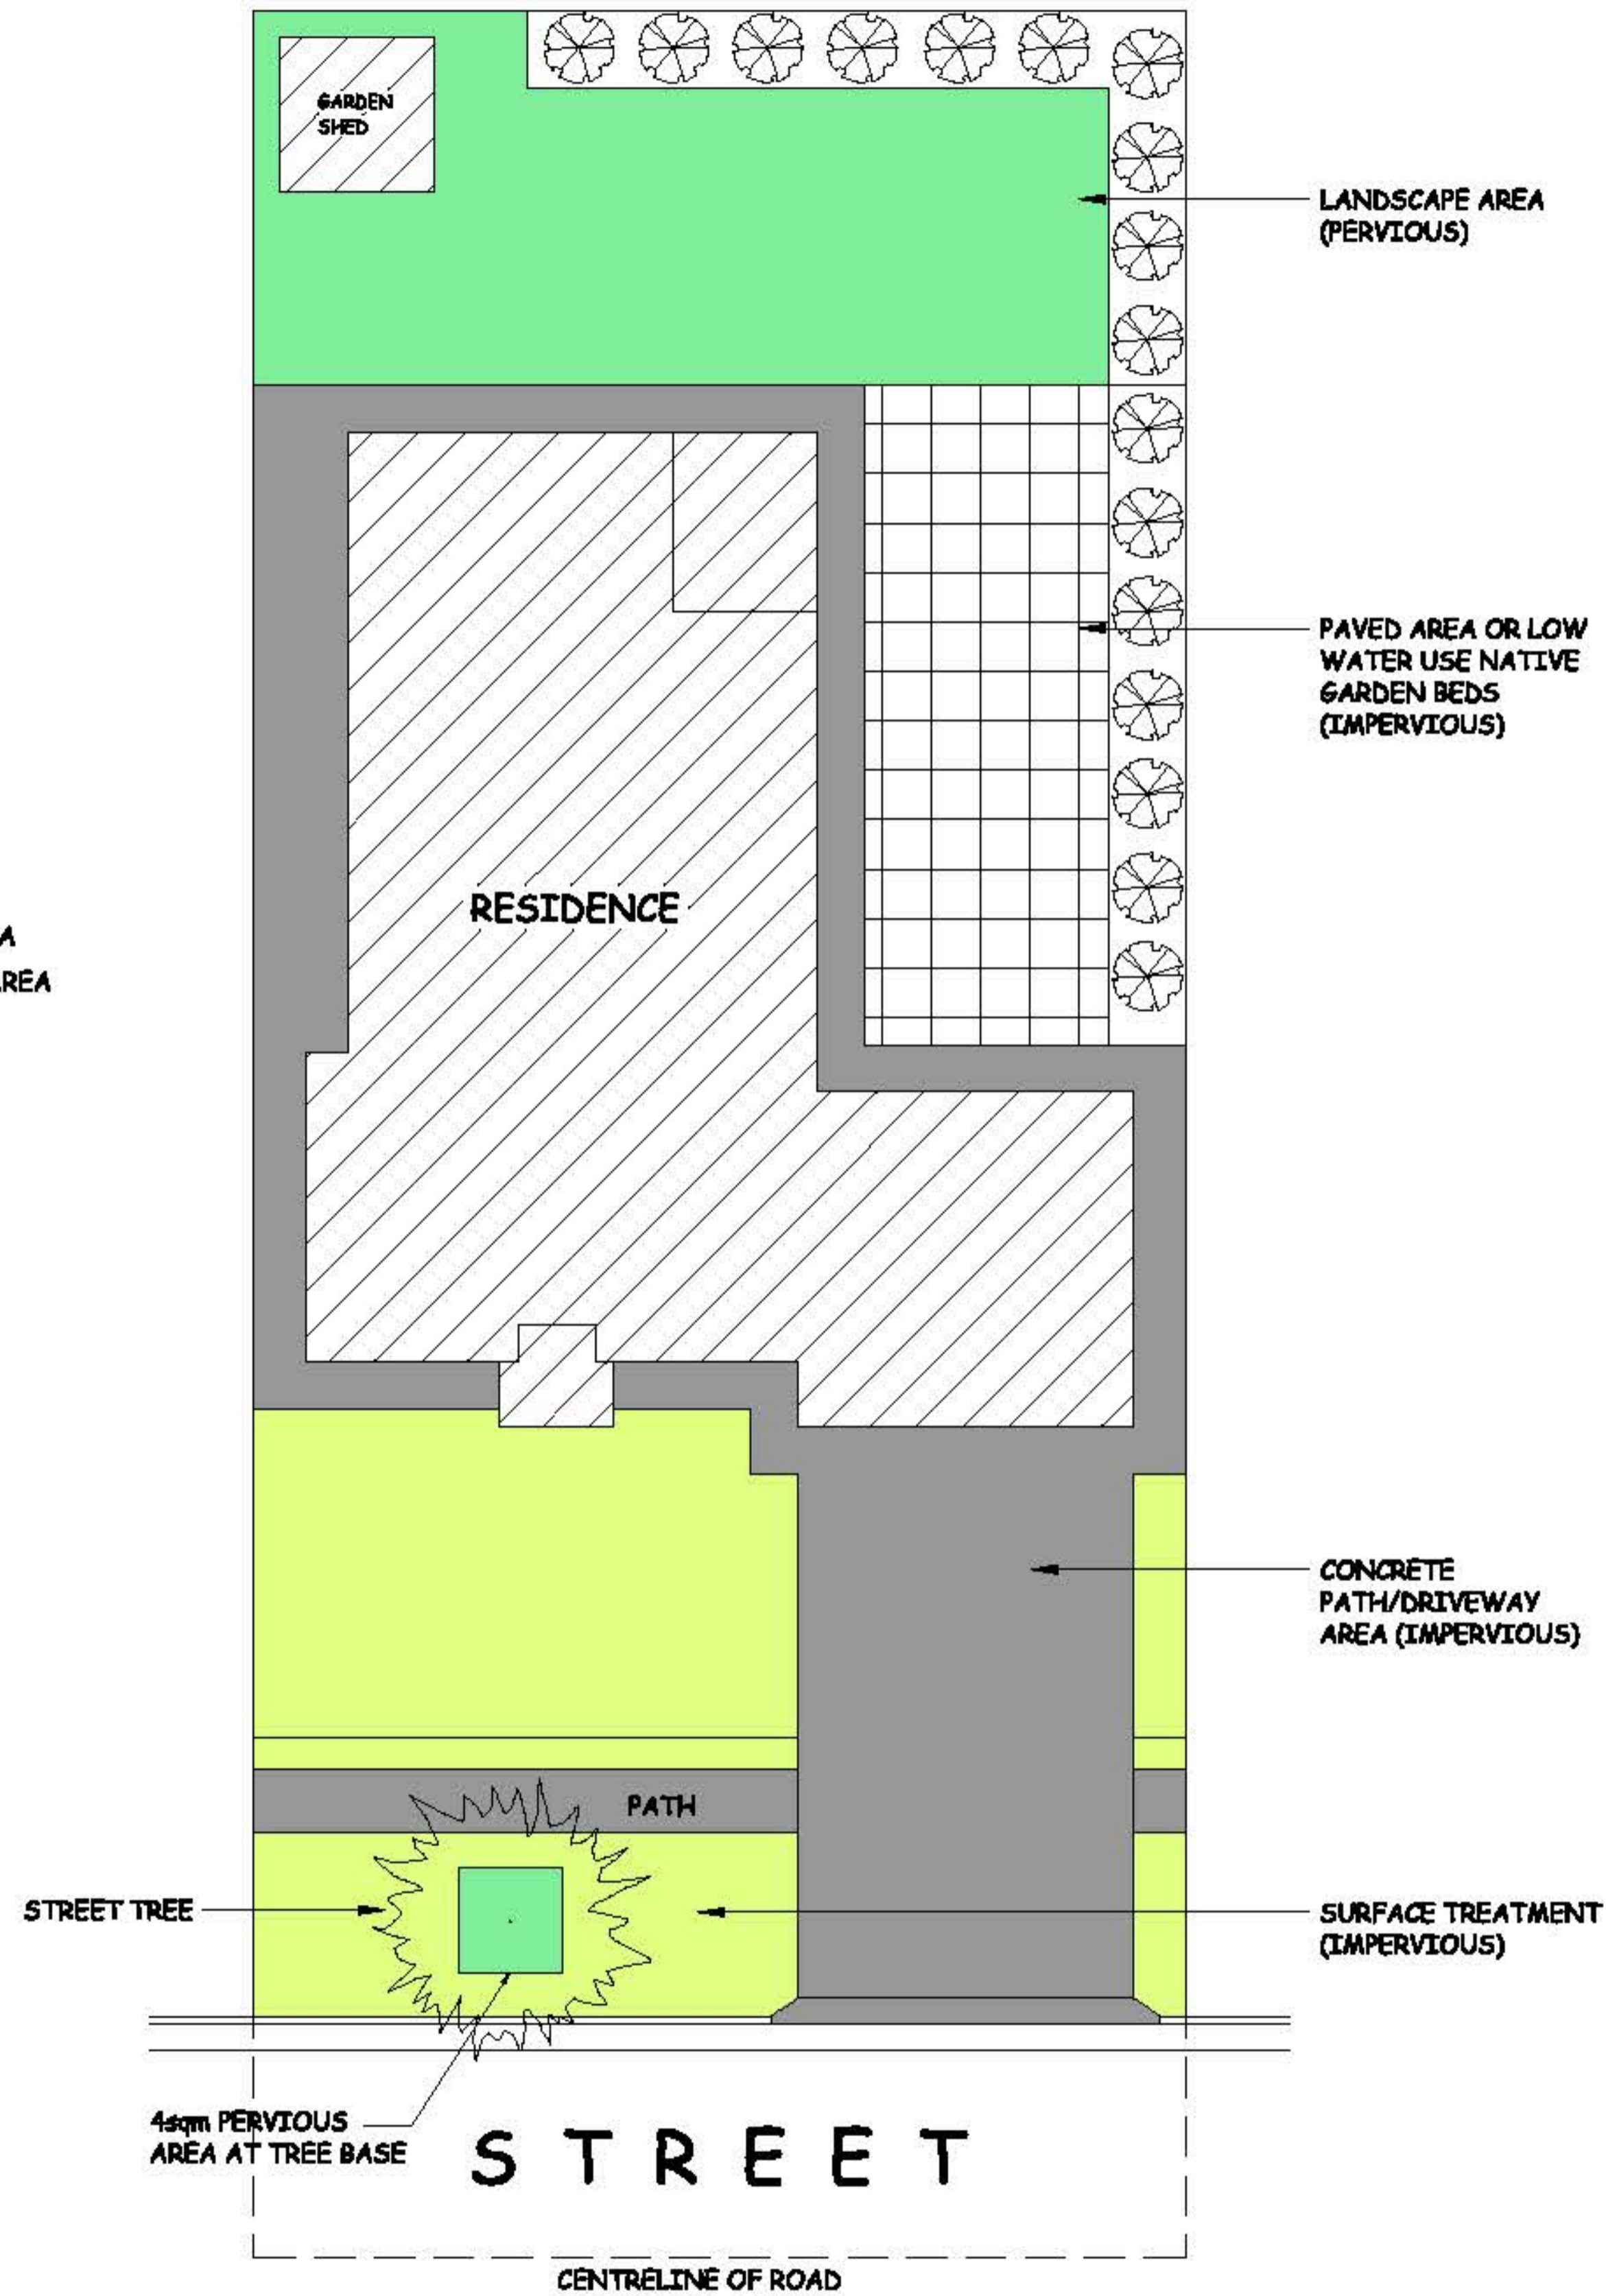 GARDEN
SHED
LANDSCAPE AREA
(PERVIOUS)
PAVED AREA OR LOW
WATER USE NATIVE
GARDEN BEDS
(IMPERVIOUS)
RESIDENCE
A
AREA
CONCRETE
PATH/DRIVEWAY
AREA (IMPERVIOUS)
PATH
STREET TREE
SURFACE TREATMENT
(IMPERVIOUS)
4sqm PERVIOUS
AREA AT TREE BASE
STREET
CENTRELINE OF ROAD